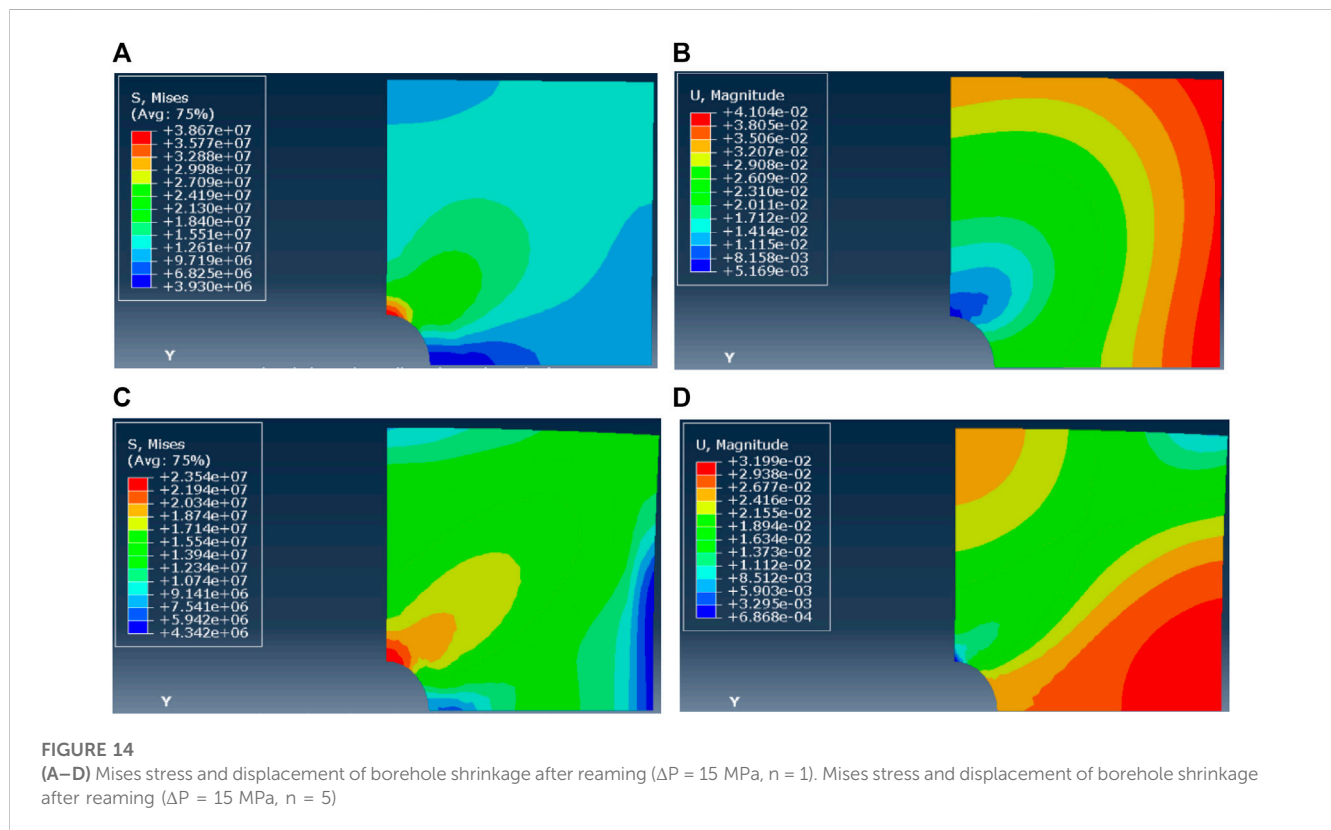 A
S, Mises
(Avg: 75%)
+3.867e+07
+3.577e+07
+3.288e+07
+2.998e+07
+2.709e+07
+2.419e+07
+2.130e+07
+1.840e+07
+1.551e+07
+1.261e+07
+9.719e+06
+6.825e+06
+3.930e+06
Y
B
U, Magnitude
+4.104e-02
+3.805e-02
+3.506e-02
+3.207e-02
+2.908e-02
+2.609e-02
+2.310e-02
+2.011e-02
+1.712e-02
+1.414e-02
+1.115e-02
+8.158e-03
+5.169e-03
Y
C
S, Mises
(Avg: 75%)
+2.354e+07
+2.194e+07
+2.034e+07
+1.874e+07
+1.714e+07
+1.554e+07
+1.394e+07
+1.234e+07
+1.074e+07
+9.141e+06
+7.541e+06
+5.942e+06
+4.342e+06
Y
D
U, Magnitude
+3.199e-02
+2.938e-02
+2.677e-02
+2.416e-02
+2.155e-02
+1.894e-02
+1.634e-02
+1.373e-02
+1.112e-02
+8.512e-03
+5.903e-03
+3.295e-03
+6.868e-04
Y
FIGURE 14
(A–D) Mises stress and displacement of borehole shrinkage after reaming (ΔP = 15 MPa, n = 1). Mises stress and displacement of borehole shrinkage
after reaming (ΔP = 15 MPa, n = 5)